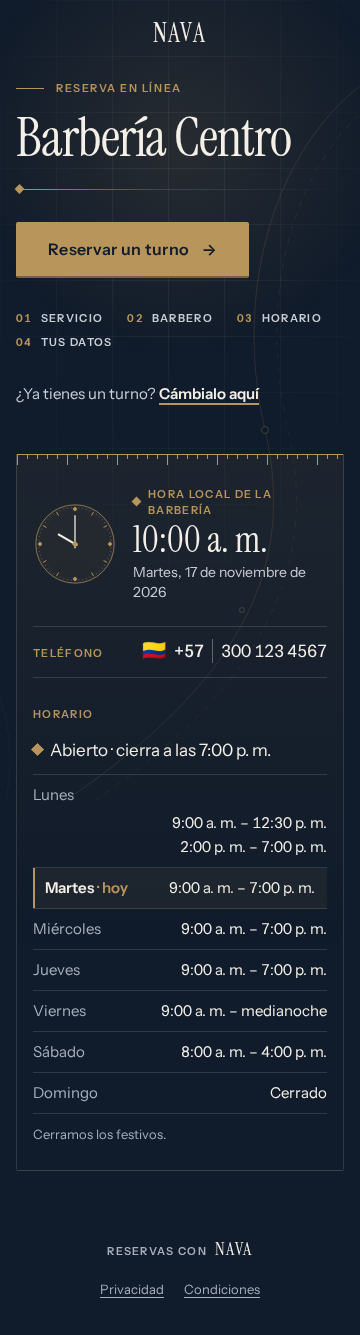 NAVA
RESERVA EN LÍNEA
Barbería Centro
Reservar un turno →
01 SERVICIO 02 BARBERO 03 HORARIO
04 TUS DATOS
¿Ya tienes un turno? Cámbialo aquí
HORA LOCAL DE LA
BARBERÍA
10:00 a. m.
Martes, 17 de noviembre de
2026
TELÉFONO +57 300 123 4567
HORARIO
Abierto · cierra a las 7:00 p. m.
Lunes
9:00 a. m. – 12:30 p. m.
2:00 p. m. – 7:00 p. m.
Martes · hoy 9:00 a. m. – 7:00 p. m.
Miércoles 9:00 a. m. – 7:00 p. m.
Jueves 9:00 a. m. – 7:00 p. m.
Viernes 9:00 a. m. – medianoche
Sábado 8:00 a. m. – 4:00 p. m.
Domingo Cerrado
Cerramos los festivos.
RESERVAS CON NAVA
Privacidad Condiciones